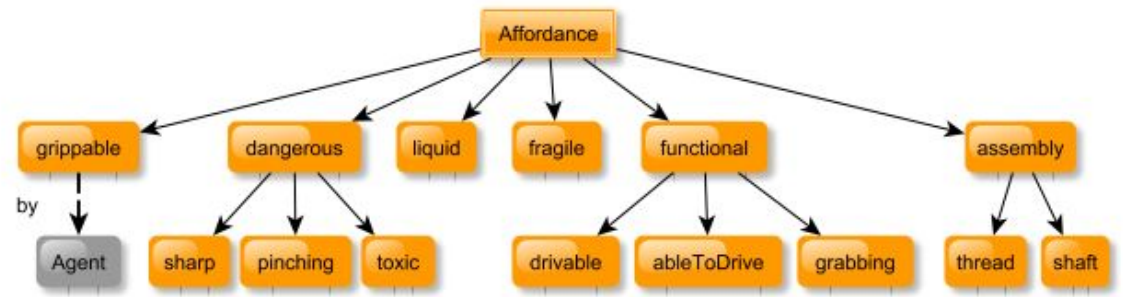 Affordance
grippable
dangerous
liquid
fragile
functional
assembly
by
Agent
sharp
pinching
toxic
drivable
ableToDrive
grabbing
thread
shaft